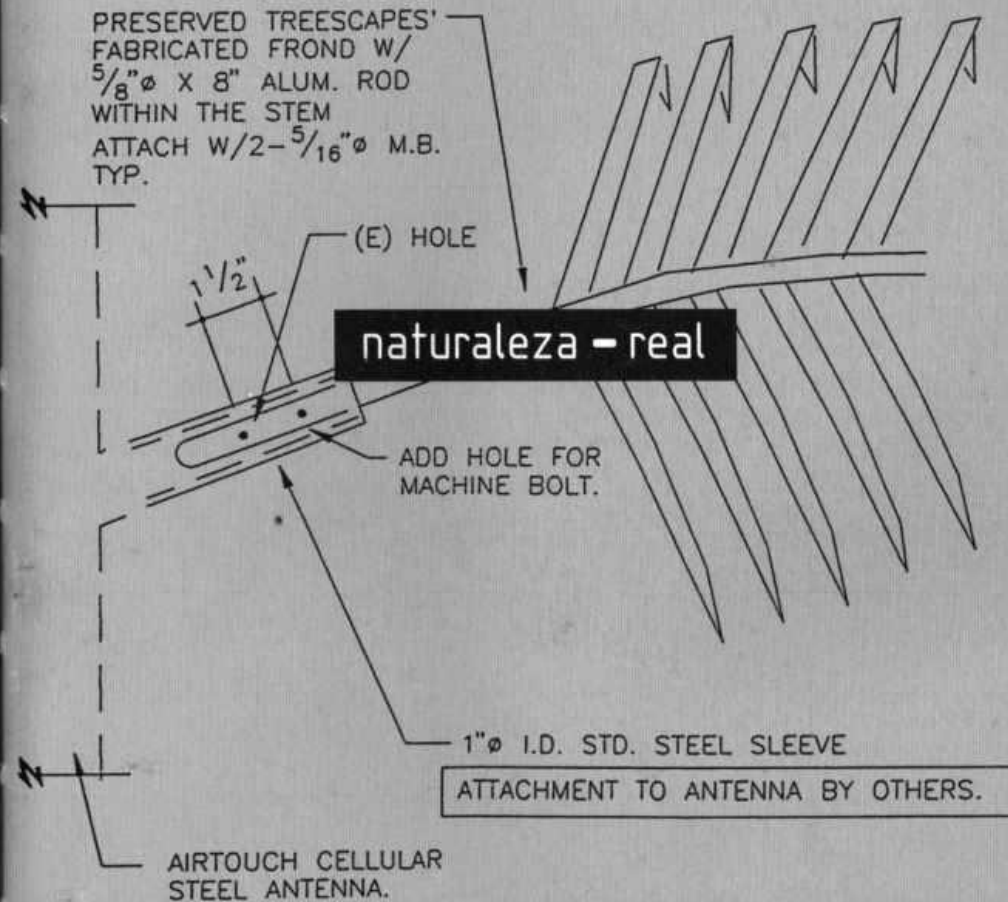 PRESERVED TREESCAPES'
FABRICATED FROND W/
5/8"ø X 8" ALUM. ROD
WITHIN THE STEM
ATTACH W/2-5/16"ø M.B.
TYP.
(E) HOLE
1 1/2"
naturaleza - real
ADD HOLE FOR
MACHINE BOLT.
1"ø I.D. STD. STEEL SLEEVE
ATTACHMENT TO ANTENNA BY OTHERS.
AIRTOUCH CELLULAR
STEEL ANTENNA.